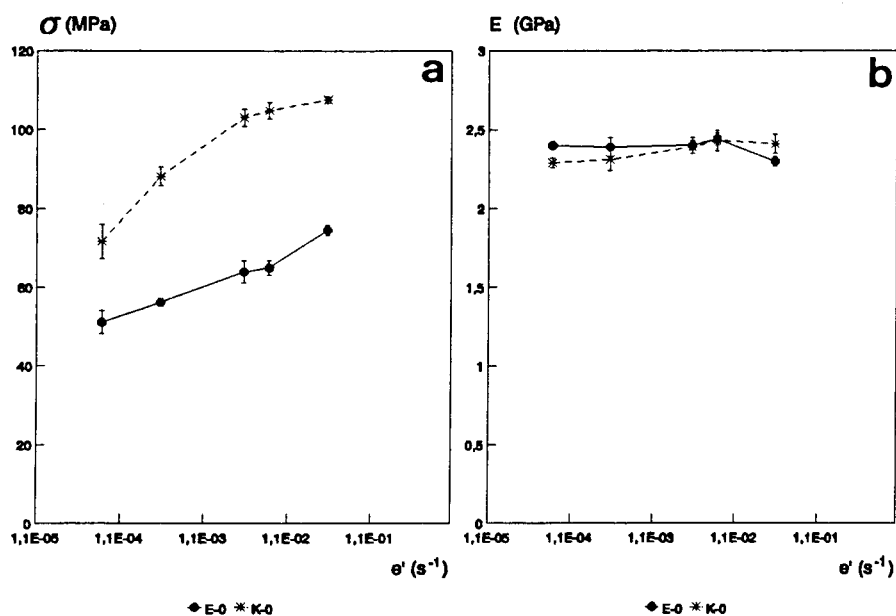 σ (MPa)
120
100
80
60
40
20
0
a
1,1E-05 1,1E-04 1,1E-03 1,1E-02 1,1E-01
e' (s-1)
E-0 K-0
E (GPa)
3
2,5
2
1,5
1
0,5
0
b
1,1E-05 1,1E-04 1,1E-03 1,1E-02 1,1E-01
e' (s-1)
E-0 K-0